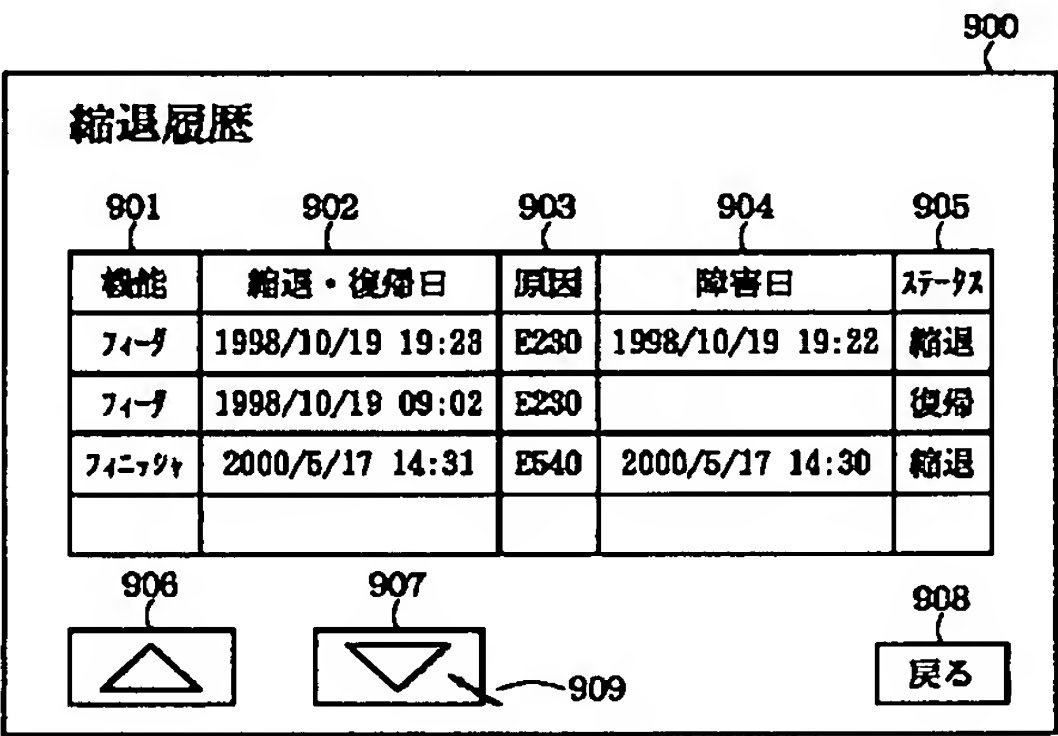 900
縮退履歴
901 902 903 904 905
機能 縮退・復帰日 原因 障害日 ステータス
フィーダ 1998/10/19 19:23 E230 1998/10/19 19:22 縮退
フィーダ 1998/10/19 09:02 E230 復帰
フィニッシャ 2000/5/17 14:31 E540 2000/5/17 14:30 縮退
906 907 908
戻る
909